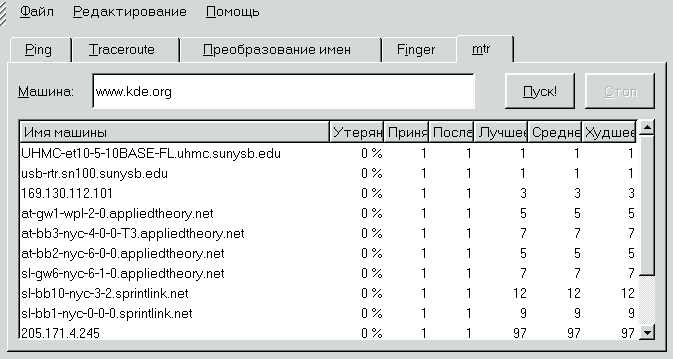 Файл Редактирование Помощь
Ping Traceroute Преобразование имен Finger mtr
Машина: www.kde.org Пуск! Стоп
Имя машины Утерян Приня Посла Лучшее Средне Худшее
UHMC-et10-5-10BASE-FL.uhmc.sunysb.edu 0 % 1 1 1 1 1
usb-rtr.sn100.sunysb.edu 0 % 1 1 1 1 1
169.130.112.101 0 % 1 1 3 3 3
at-gw1-wpl-2-0.appliedtheory.net 0 % 1 1 5 5 5
at-bb3-nyc-4-0-0-T3.appliedtheory.net 0 % 1 1 7 7 7
at-bb2-nyc-6-0-0.appliedtheory.net 0 % 1 1 5 5 5
sl-gw6-nyc-6-1-0.appliedtheory.net 0 % 1 1 7 7 7
sl-bb10-nyc-3-2.sprintlink.net 0 % 1 1 12 12 12
sl-bb1-nyc-0-0-0.sprintlink.net 0 % 1 1 9 9 9
205.171.4.245 0 % 1 1 97 97 97